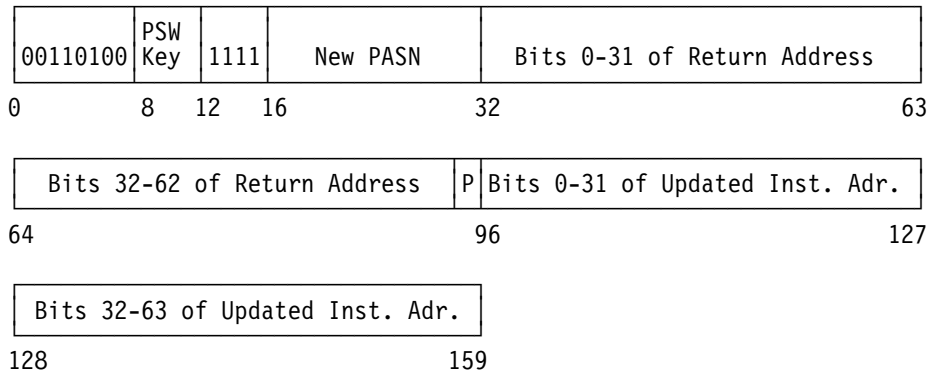 PSW
00110100 Key 1111 New PASN Bits 0-31 of Return Address
0 8 12 16 32 63
Bits 32-62 of Return Address P Bits 0-31 of Updated Inst. Adr.
64 96 127
Bits 32-63 of Updated Inst. Adr.
128 159